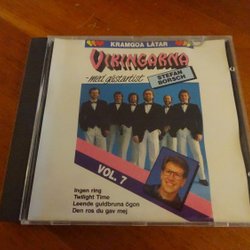 KRAMGOA LÅTAR
VIKINGARNA
-med gästartist
STEFAN
BORSCH
VOL. 7
Ingen ring
Twilight Time
Leende guldbruna ögon
Den ros du gav mej